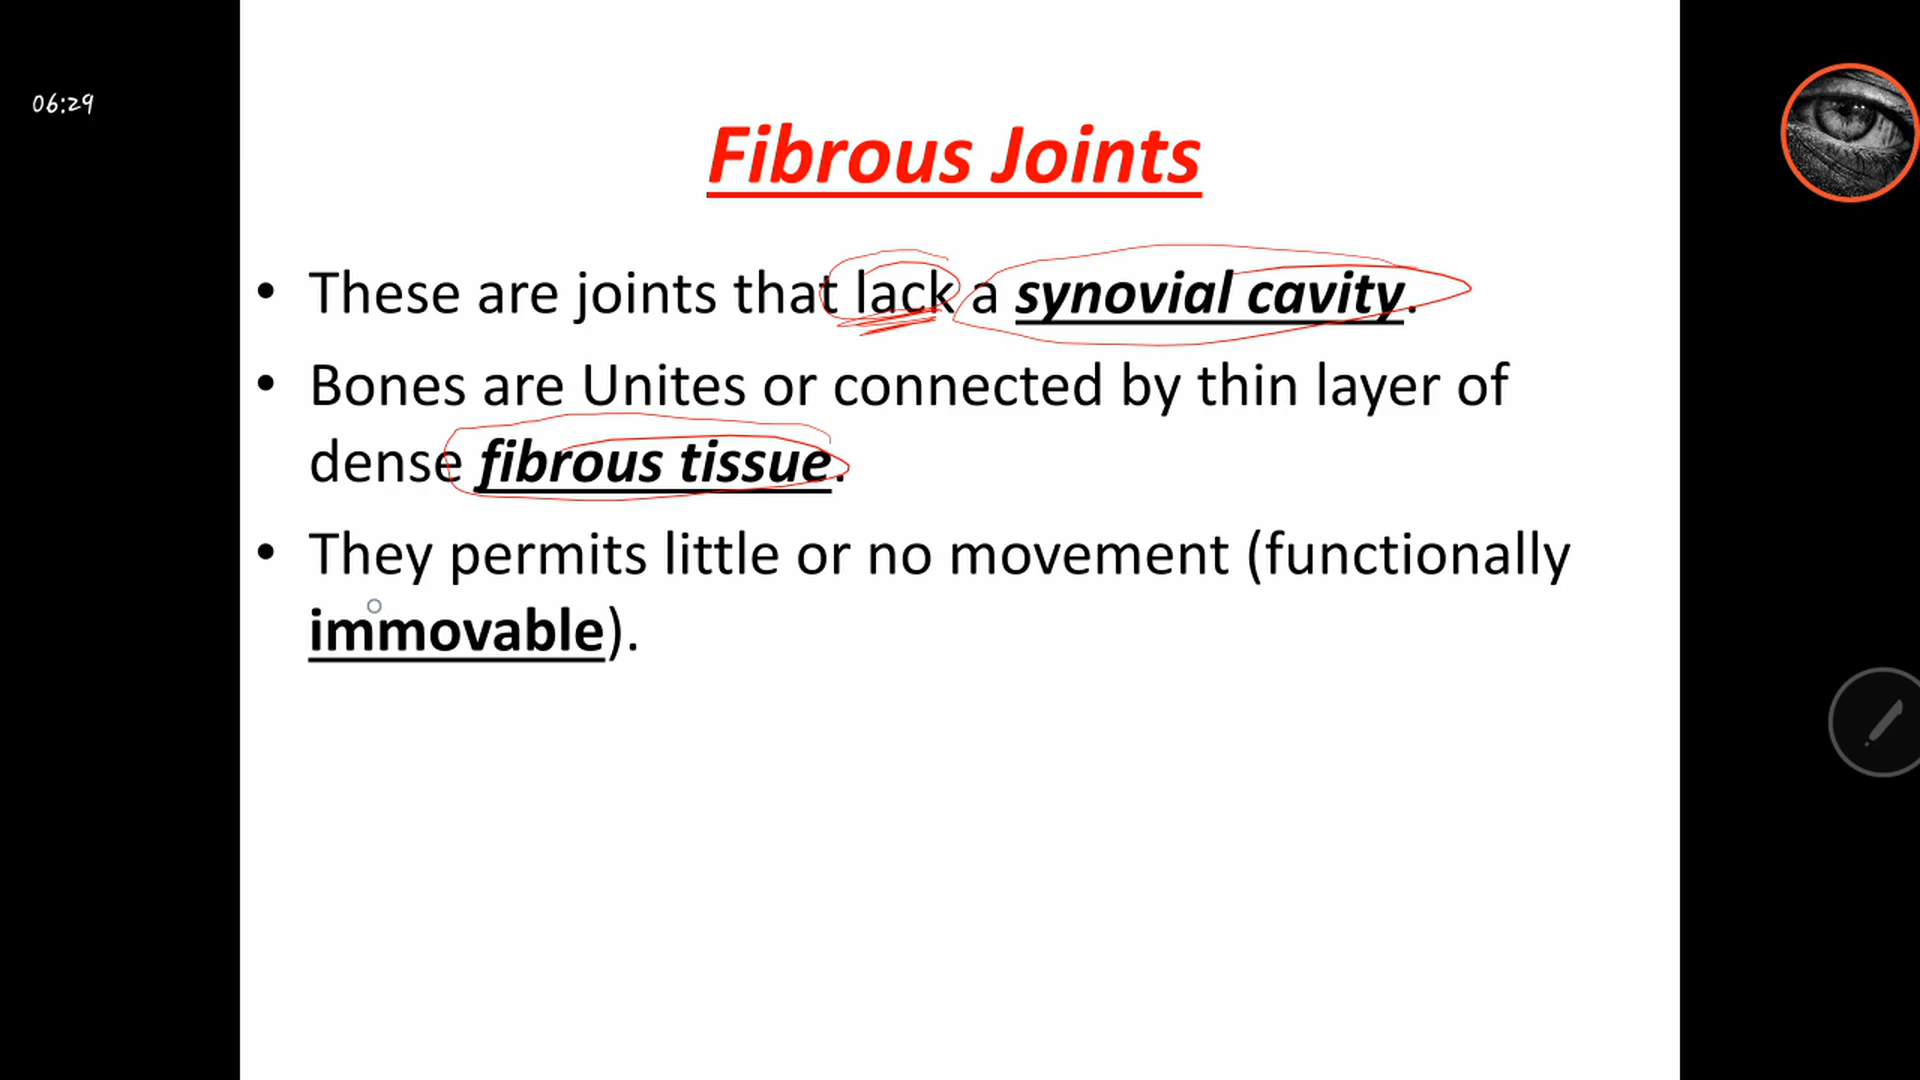 06:29
Fibrous Joints
• These are joints that lack a synovial cavity.
• Bones are Unites or connected by thin layer of
dense fibrous tissue.
• They permits little or no movement (functionally
immovable).